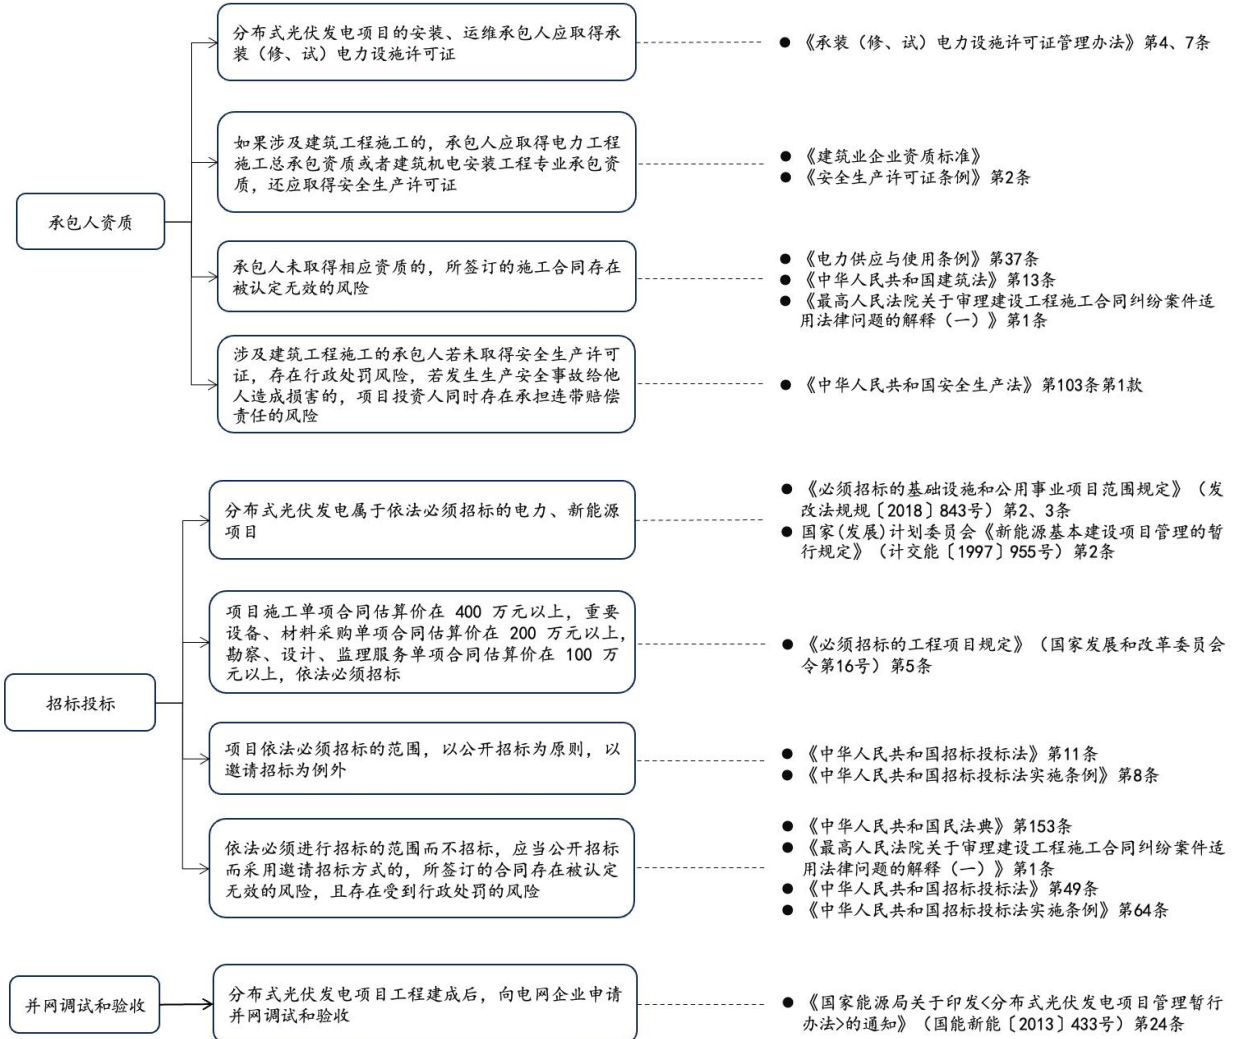 承包人资质
分布式光伏发电项目的安装、运维承包人应取得承
装（修、试）电力设施许可证
● 《承装（修、试）电力设施许可证管理办法》第4、7条
如果涉及建筑工程施工的，承包人应取得电力工程
施工总承包资质或者建筑机电安装工程专业承包资
质，还应取得安全生产许可证
● 《建筑业企业资质标准》
● 《安全生产许可证条例》第2条
承包人未取得相应资质的，所签订的施工合同存在
被认定无效的风险
● 《电力供应与使用条例》第37条
● 《中华人民共和国建筑法》第13条
● 《最高人民法院关于审理建设工程施工合同纠纷案件适
用法律问题的解释（一）》第1条
涉及建筑工程施工的承包人若未取得安全生产许可
证，存在行政处罚风险，若发生生产安全事故给他
人造成损害的，项目投资人同时存在承担连带赔偿
责任的风险
● 《中华人民共和国安全生产法》第103条第1款
招标投标
分布式光伏发电属于依法必须招标的电力、新能源
项目
● 《必须招标的基础设施和公用事业项目范围规定》（发
改法规规〔2018〕843号）第2、3条
● 国家(发展)计划委员会《新能源基本建设项目管理的暂
行规定》（计交能〔1997〕955号）第2条
项目施工单项合同估算价在 400 万元以上，重要
设备、材料采购单项合同估算价在 200 万元以上，
勘察、设计、监理服务单项合同估算价在 100 万
元以上，依法必须招标
● 《必须招标的工程项目规定》（国家发展和改革委员会
令第16号）第5条
项目依法必须招标的范围，以公开招标为原则，以
邀请招标为例外
● 《中华人民共和国招标投标法》第11条
● 《中华人民共和国招标投标法实施条例》第8条
依法必须进行招标的范围而不招标，应当公开招标
而采用邀请招标方式的，所签订的合同存在被认定
无效的风险，且存在受到行政处罚的风险
● 《中华人民共和国民法典》第153条
● 《最高人民法院关于审理建设工程施工合同纠纷案件适
用法律问题的解释（一）》第1条
● 《中华人民共和国招标投标法》第49条
● 《中华人民共和国招标投标法实施条例》第64条
并网调试和验收
分布式光伏发电项目工程建成后，向电网企业申请
并网调试和验收
● 《国家能源局关于印发<分布式光伏发电项目管理暂行
办法>的通知》（国能新能〔2013〕433号）第24条